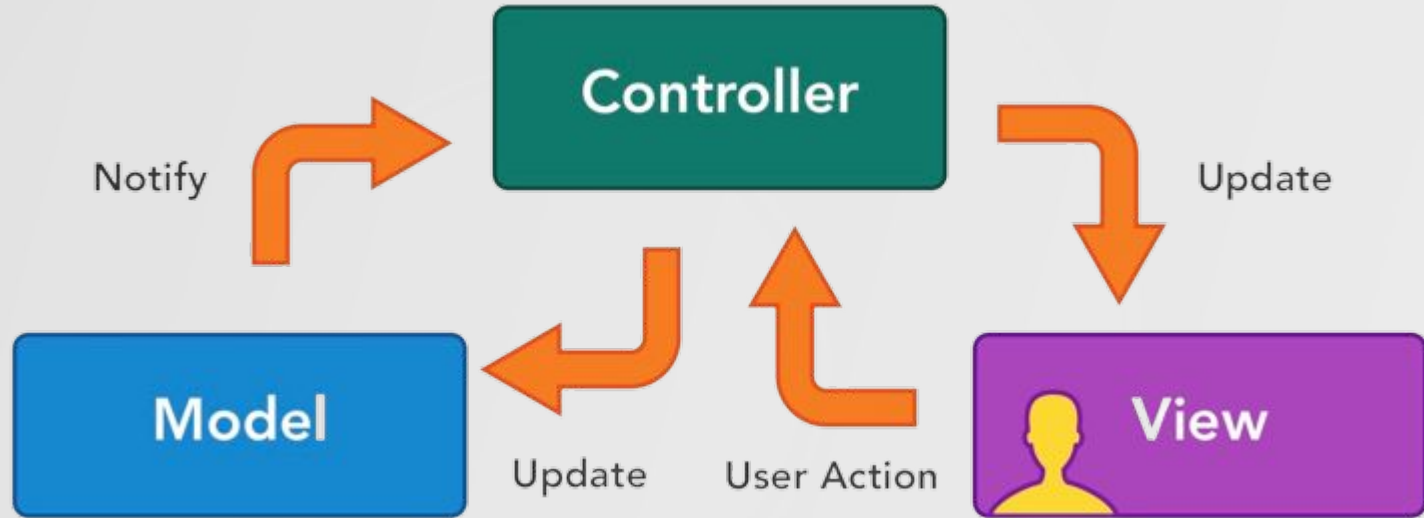 Controller
Notify
Update
Model
View
Update
User Action